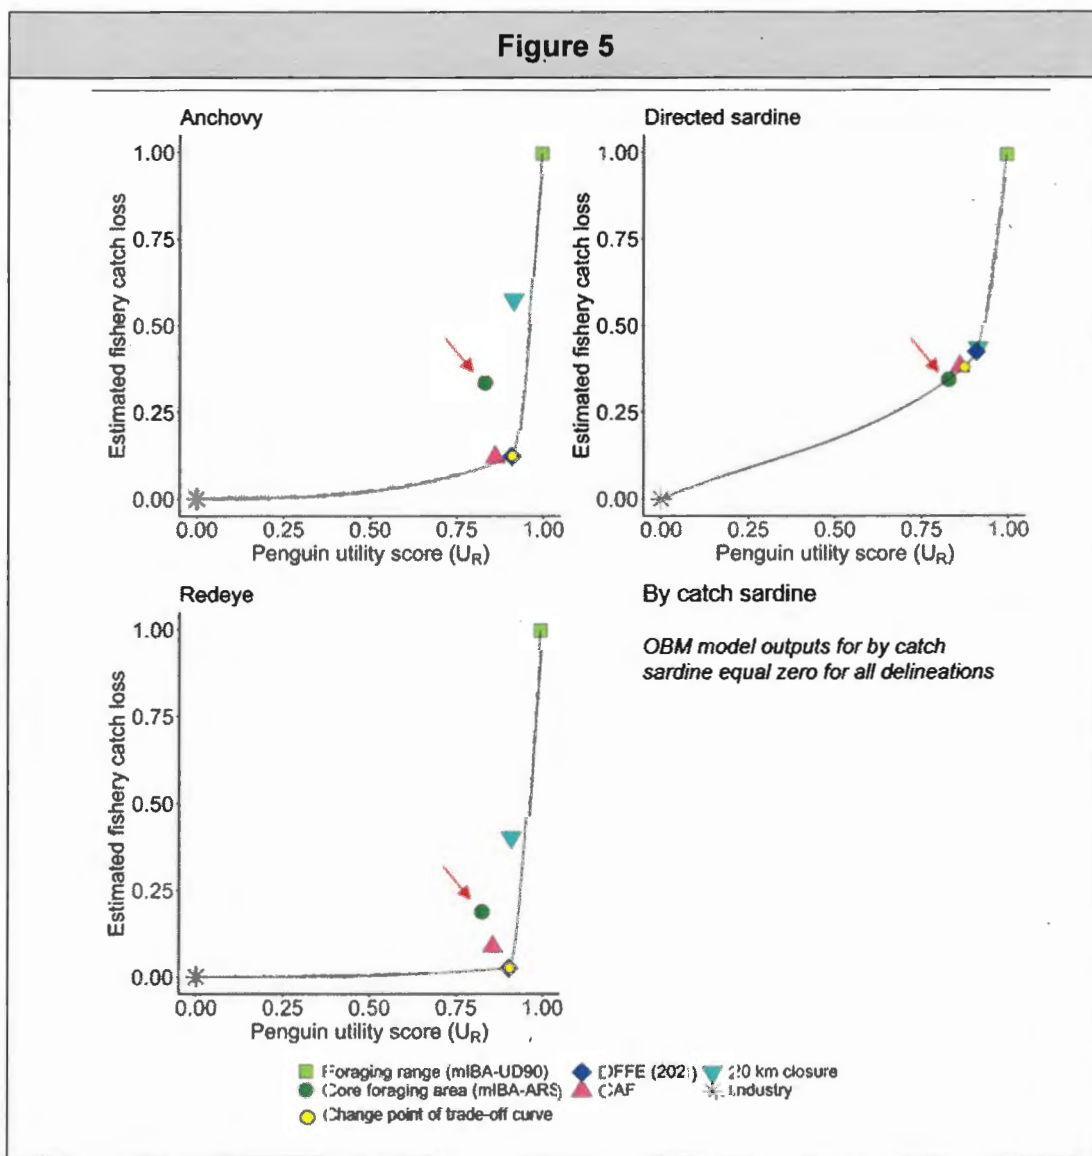 Figure 5
Anchovy
Estimated fishery catch loss
1.00
0.75
0.50
0.25
0.00
0.00 0.25 0.50 0.75 1.00
Penguin utility score (UR)
Directed sardine
Estimated fishery catch loss
1.00
0.75
0.50
0.25
0.00
0.00 0.25 0.50 0.75 1.00
Penguin utility score (UR)
Redeye
Estimated fishery catch loss
1.00
0.75
0.50
0.25
0.00
0.00 0.25 0.50 0.75 1.00
Penguin utility score (UR)
By catch sardine
OBM model outputs for by catch
sardine equal zero for all delineations
Foraging range (mIBA-UD90) DFFE (2021) 20 km closure
Core foraging area (mIBA-ARS) CAF Industry
Change point of trade-off curve